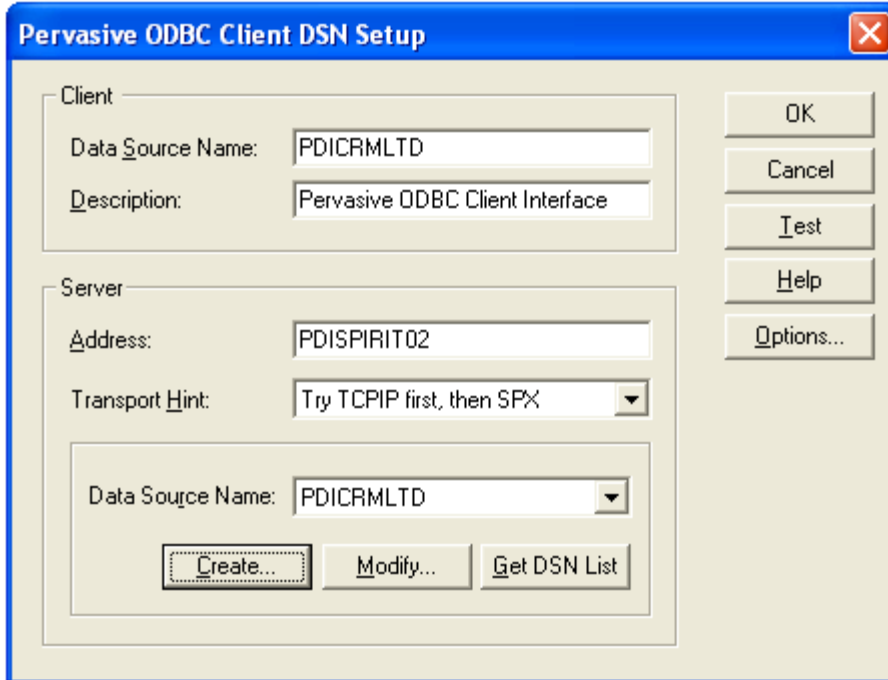 Pervasive ODBC Client DSN Setup
Client
Data Source Name: PDICRMLTD
Description: Pervasive ODBC Client Interface
Server
Address: PDISPIRIT02
Transport Hint: Try TCPIP first, then SPX
Data Source Name: PDICRMLTD
Create... Modify... Get DSN List
OK
Cancel
Test
Help
Options...